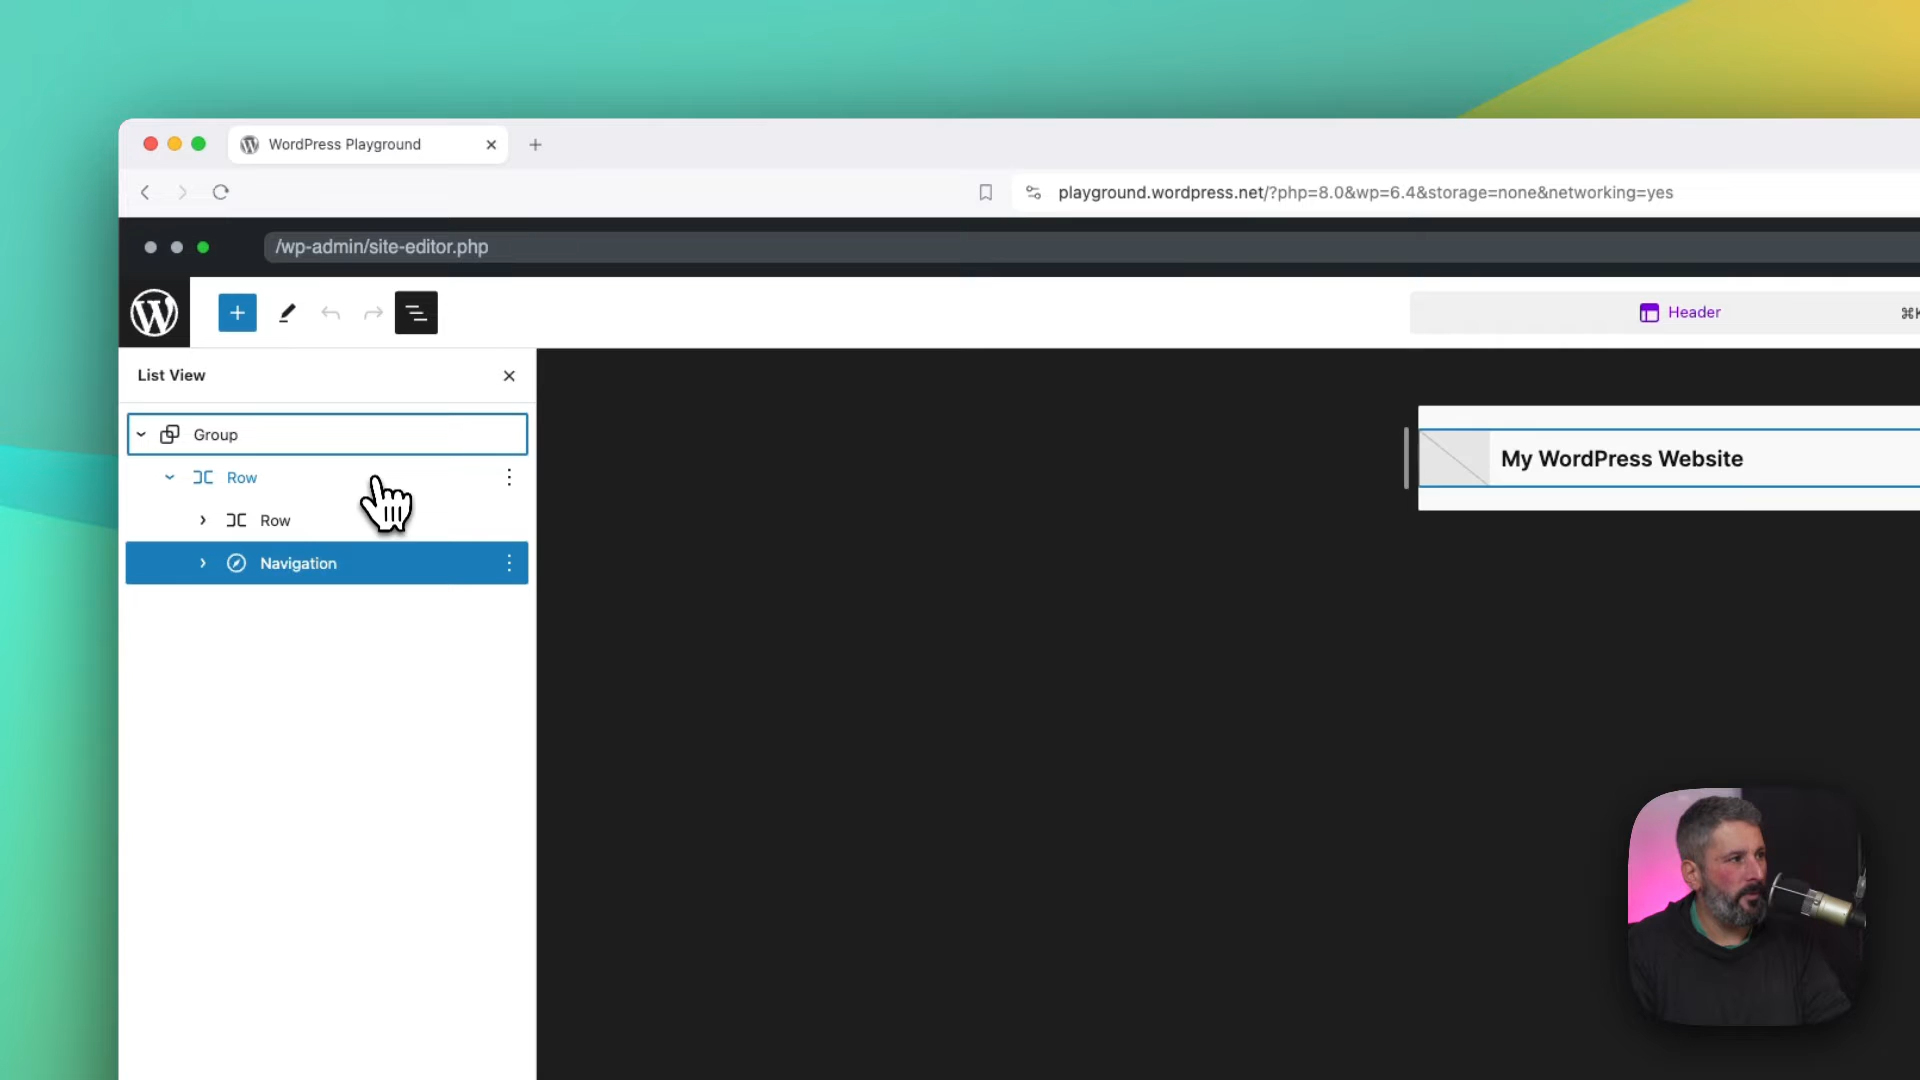 WordPress Playground
playground.wordpress.net/?php=8.0&wp=6.4&storage=none&networking=yes
/wp-admin/site-editor.php
Header
⌘K
List View
Group
Row
Row
Navigation
My WordPress Website